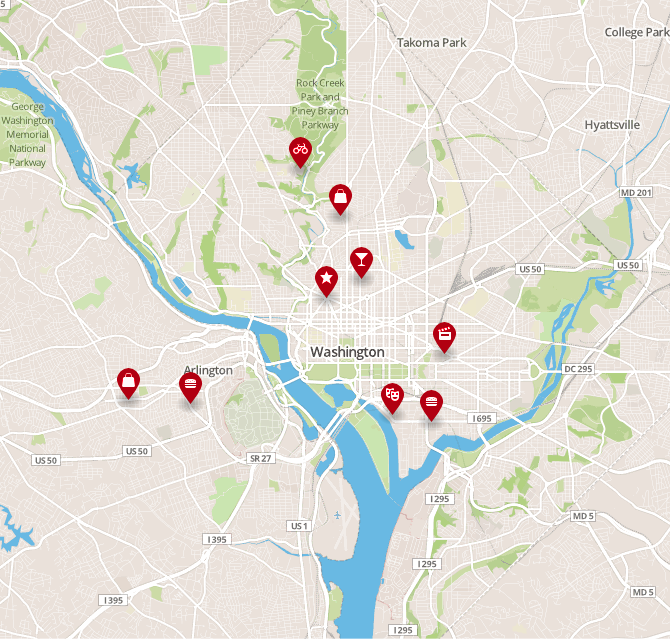 5
Takoma Park
College Park
Rock Creek
Park and
Piney Branch
Parkway
George
Washington
Memorial
National
Parkway
Hyattsville
MD 201
US 50
US 50
Washington
Arlington
DC 295
I 695
US 50
US 50
SR 27
I 295
US 1
MD 5
I 395
I 295
MD 5
I 395
I 295